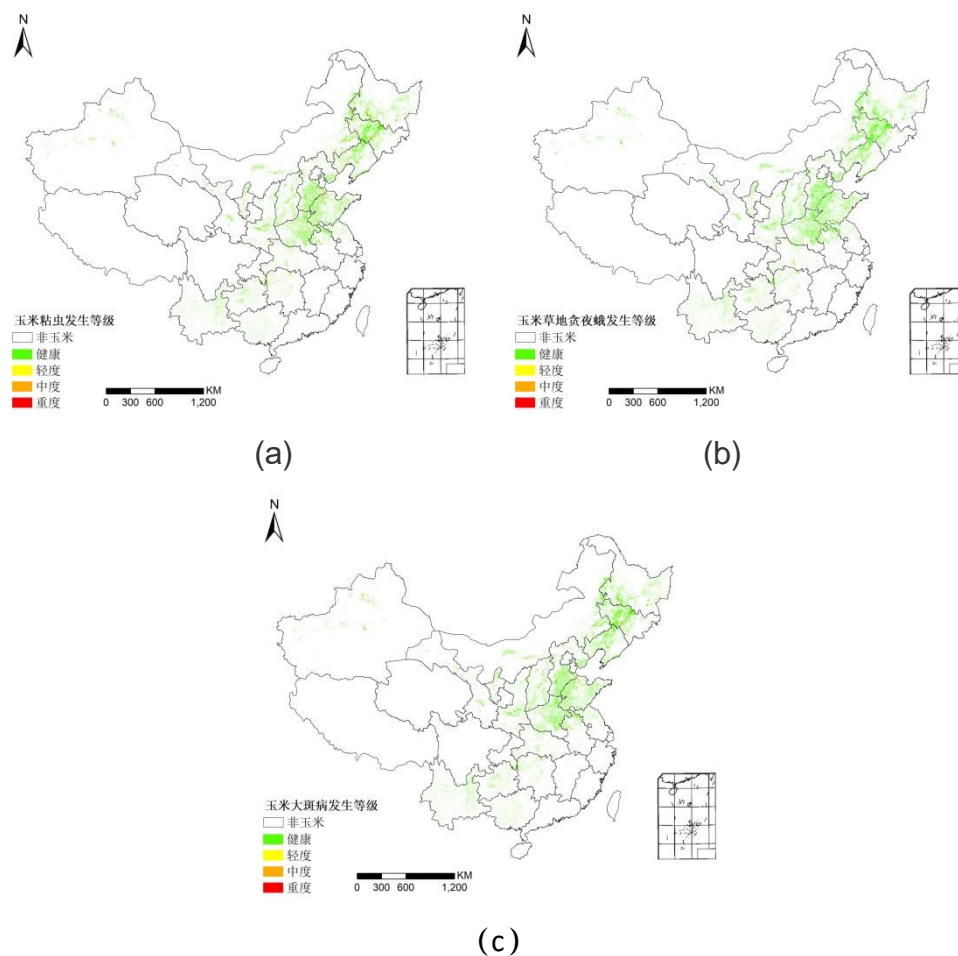 N
玉米粘虫发生等级
非玉米
健康
轻度
中度
重度
KM
0 300 600 1,200
(a)
N
玉米草地贪夜蛾发生等级
非玉米
健康
轻度
中度
重度
KM
0 300 600 1,200
(b)
N
玉米大斑病发生等级
非玉米
健康
轻度
中度
重度
KM
0 300 600 1,200
(c)